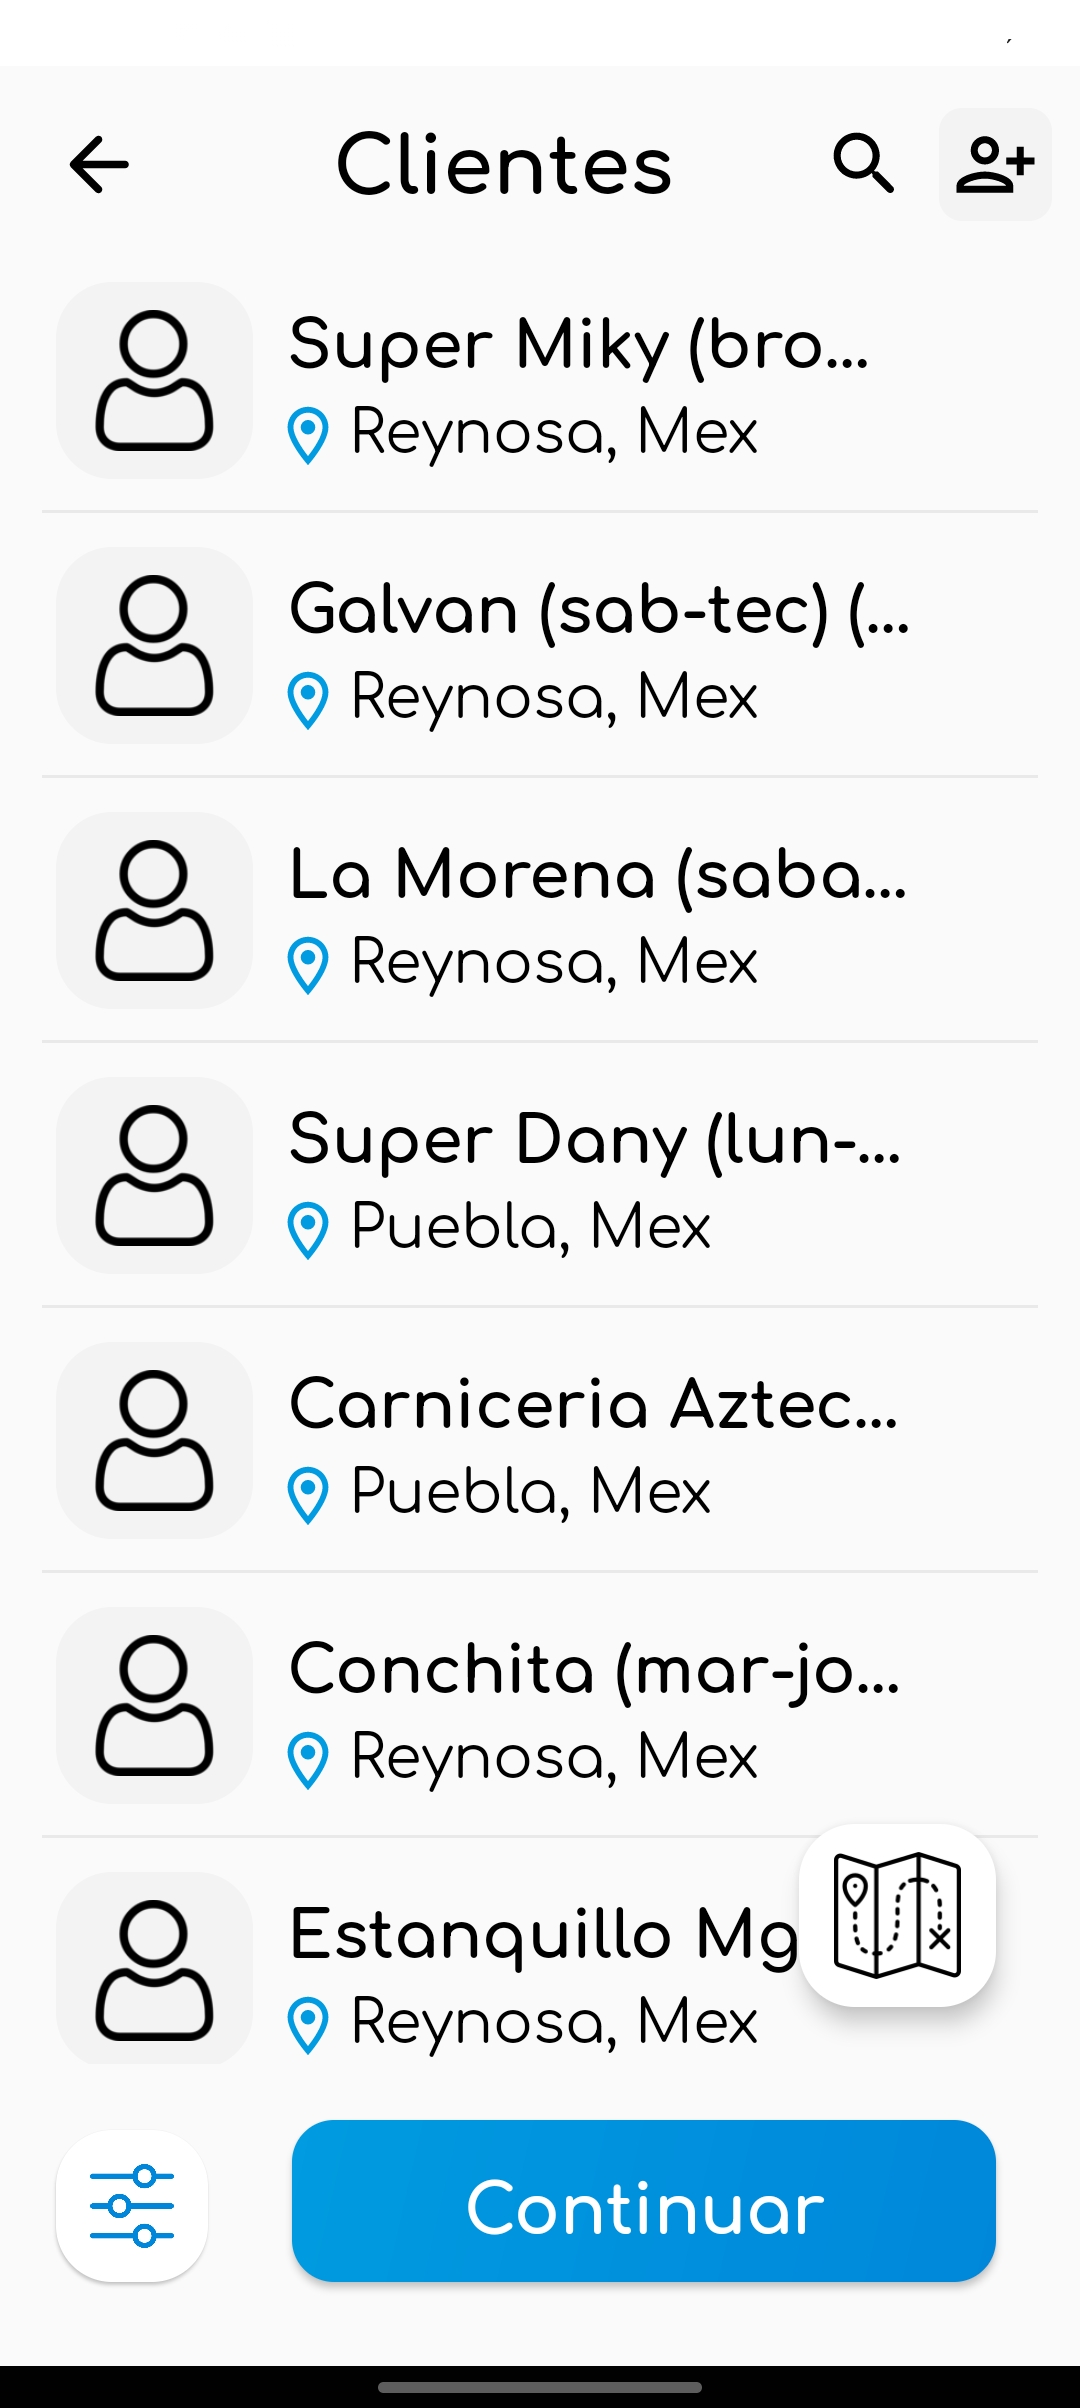 Clientes
Super Miky (bro...
Reynosa, Mex
Galvan (sab-tec) (...
Reynosa, Mex
La Morena (saba...
Reynosa, Mex
Super Dany (lun-...
Puebla, Mex
Carniceria Aztec...
Puebla, Mex
Conchita (mar-jo...
Reynosa, Mex
Estanquillo Mg
Reynosa, Mex
Continuar